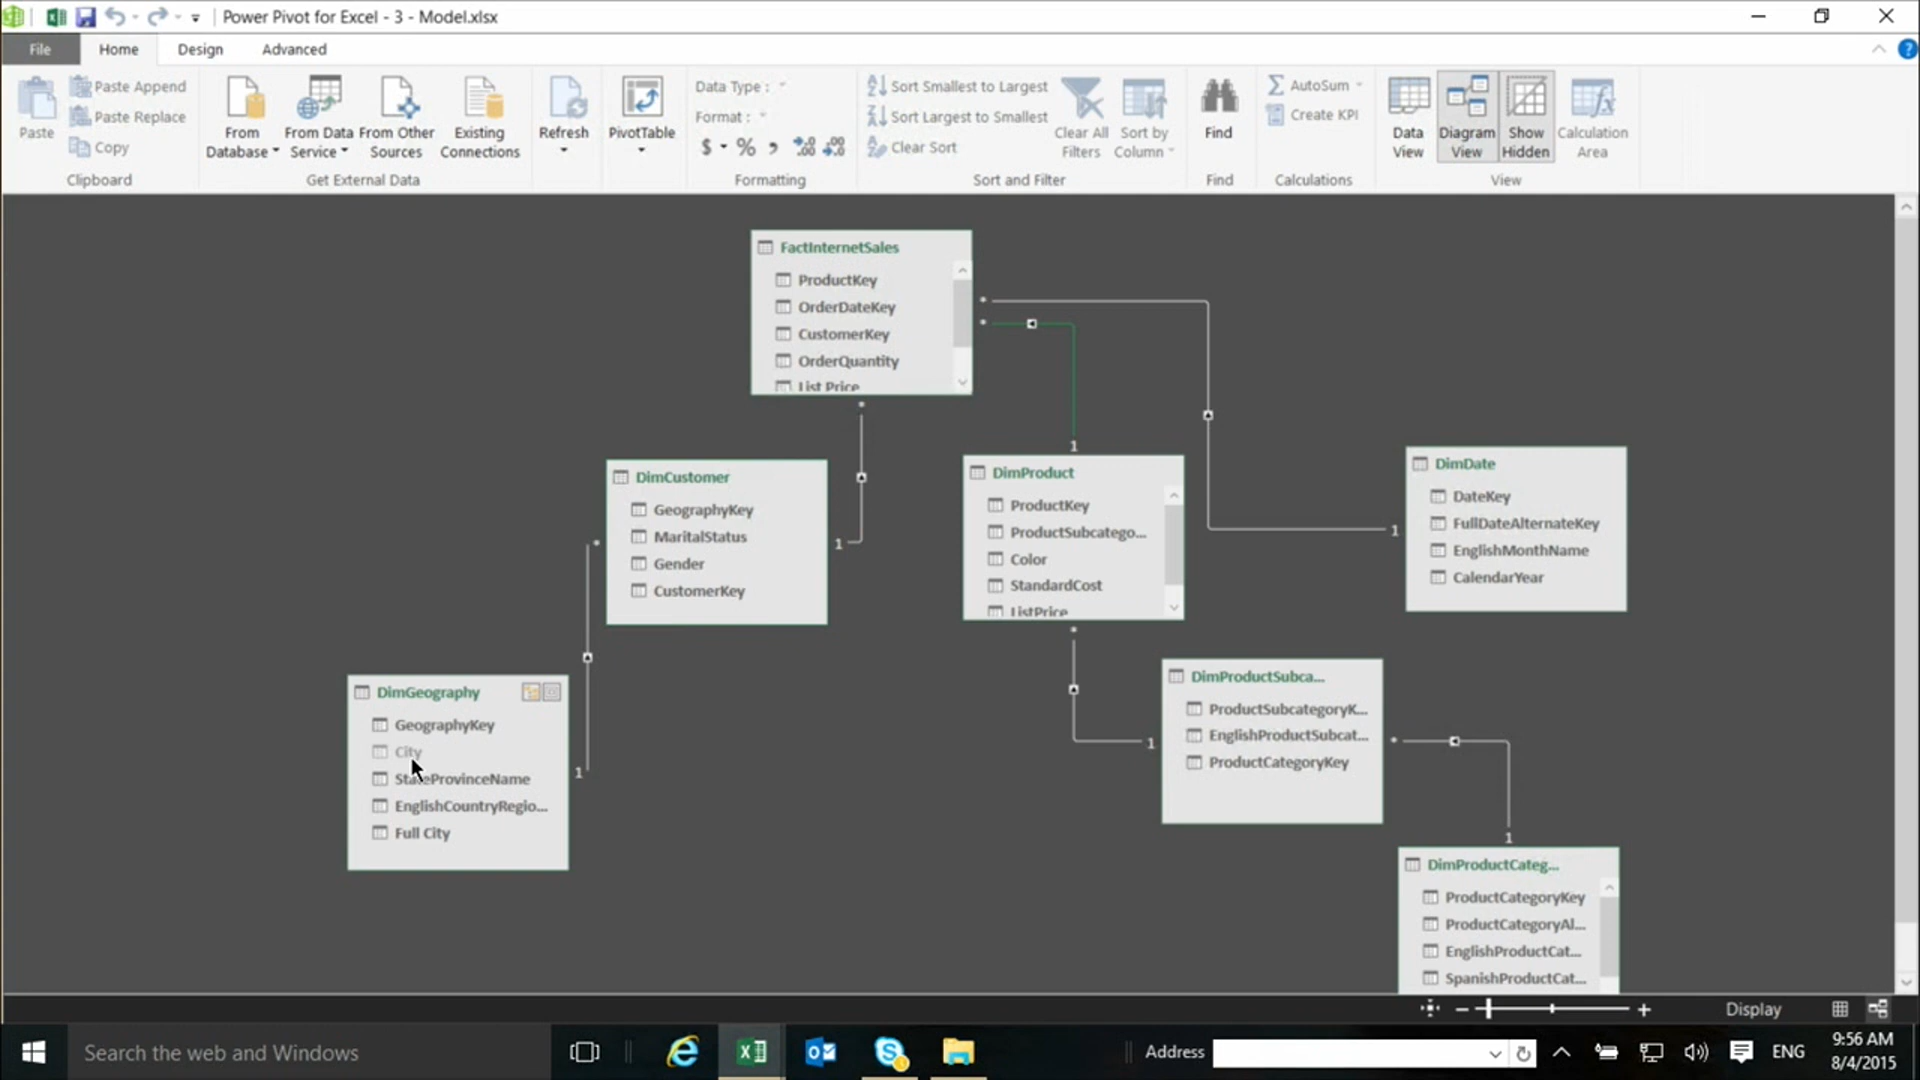 Power Pivot for Excel - 3 - Model.xlsx
File Home Design Advanced
Paste
Paste Append
Paste Replace
Copy
Clipboard
From Database
From Data Service
From Other Sources
Existing Connections
Get External Data
Refresh
PivotTable
Data Type :
Format :
$ % ,
Formatting
Sort Smallest to Largest
Sort Largest to Smallest
Clear Sort
Clear All Filters
Sort by Column
Sort and Filter
Find
Find
AutoSum
Create KPI
Calculations
Data View
Diagram View
Show Hidden
Calculation Area
View
FactInternetSales
ProductKey
OrderDateKey
CustomerKey
OrderQuantity
List Price
*
*
*
1
1
1
DimCustomer
GeographyKey
MaritalStatus
Gender
CustomerKey
*
1
DimProduct
ProductKey
ProductSubcatego...
Color
StandardCost
ListPrice
*
1
DimDate
DateKey
FullDateAlternateKey
EnglishMonthName
CalendarYear
DimGeography
GeographyKey
City
StateProvinceName
EnglishCountryRegio...
Full City
DimProductSubca...
ProductSubcategoryK...
EnglishProductSubcat...
ProductCategoryKey
*
1
DimProductCateg...
ProductCategoryKey
ProductCategoryAl...
EnglishProductCat...
SpanishProductCat...
Display
Search the web and Windows
Address
ENG
9:56 AM
8/4/2015